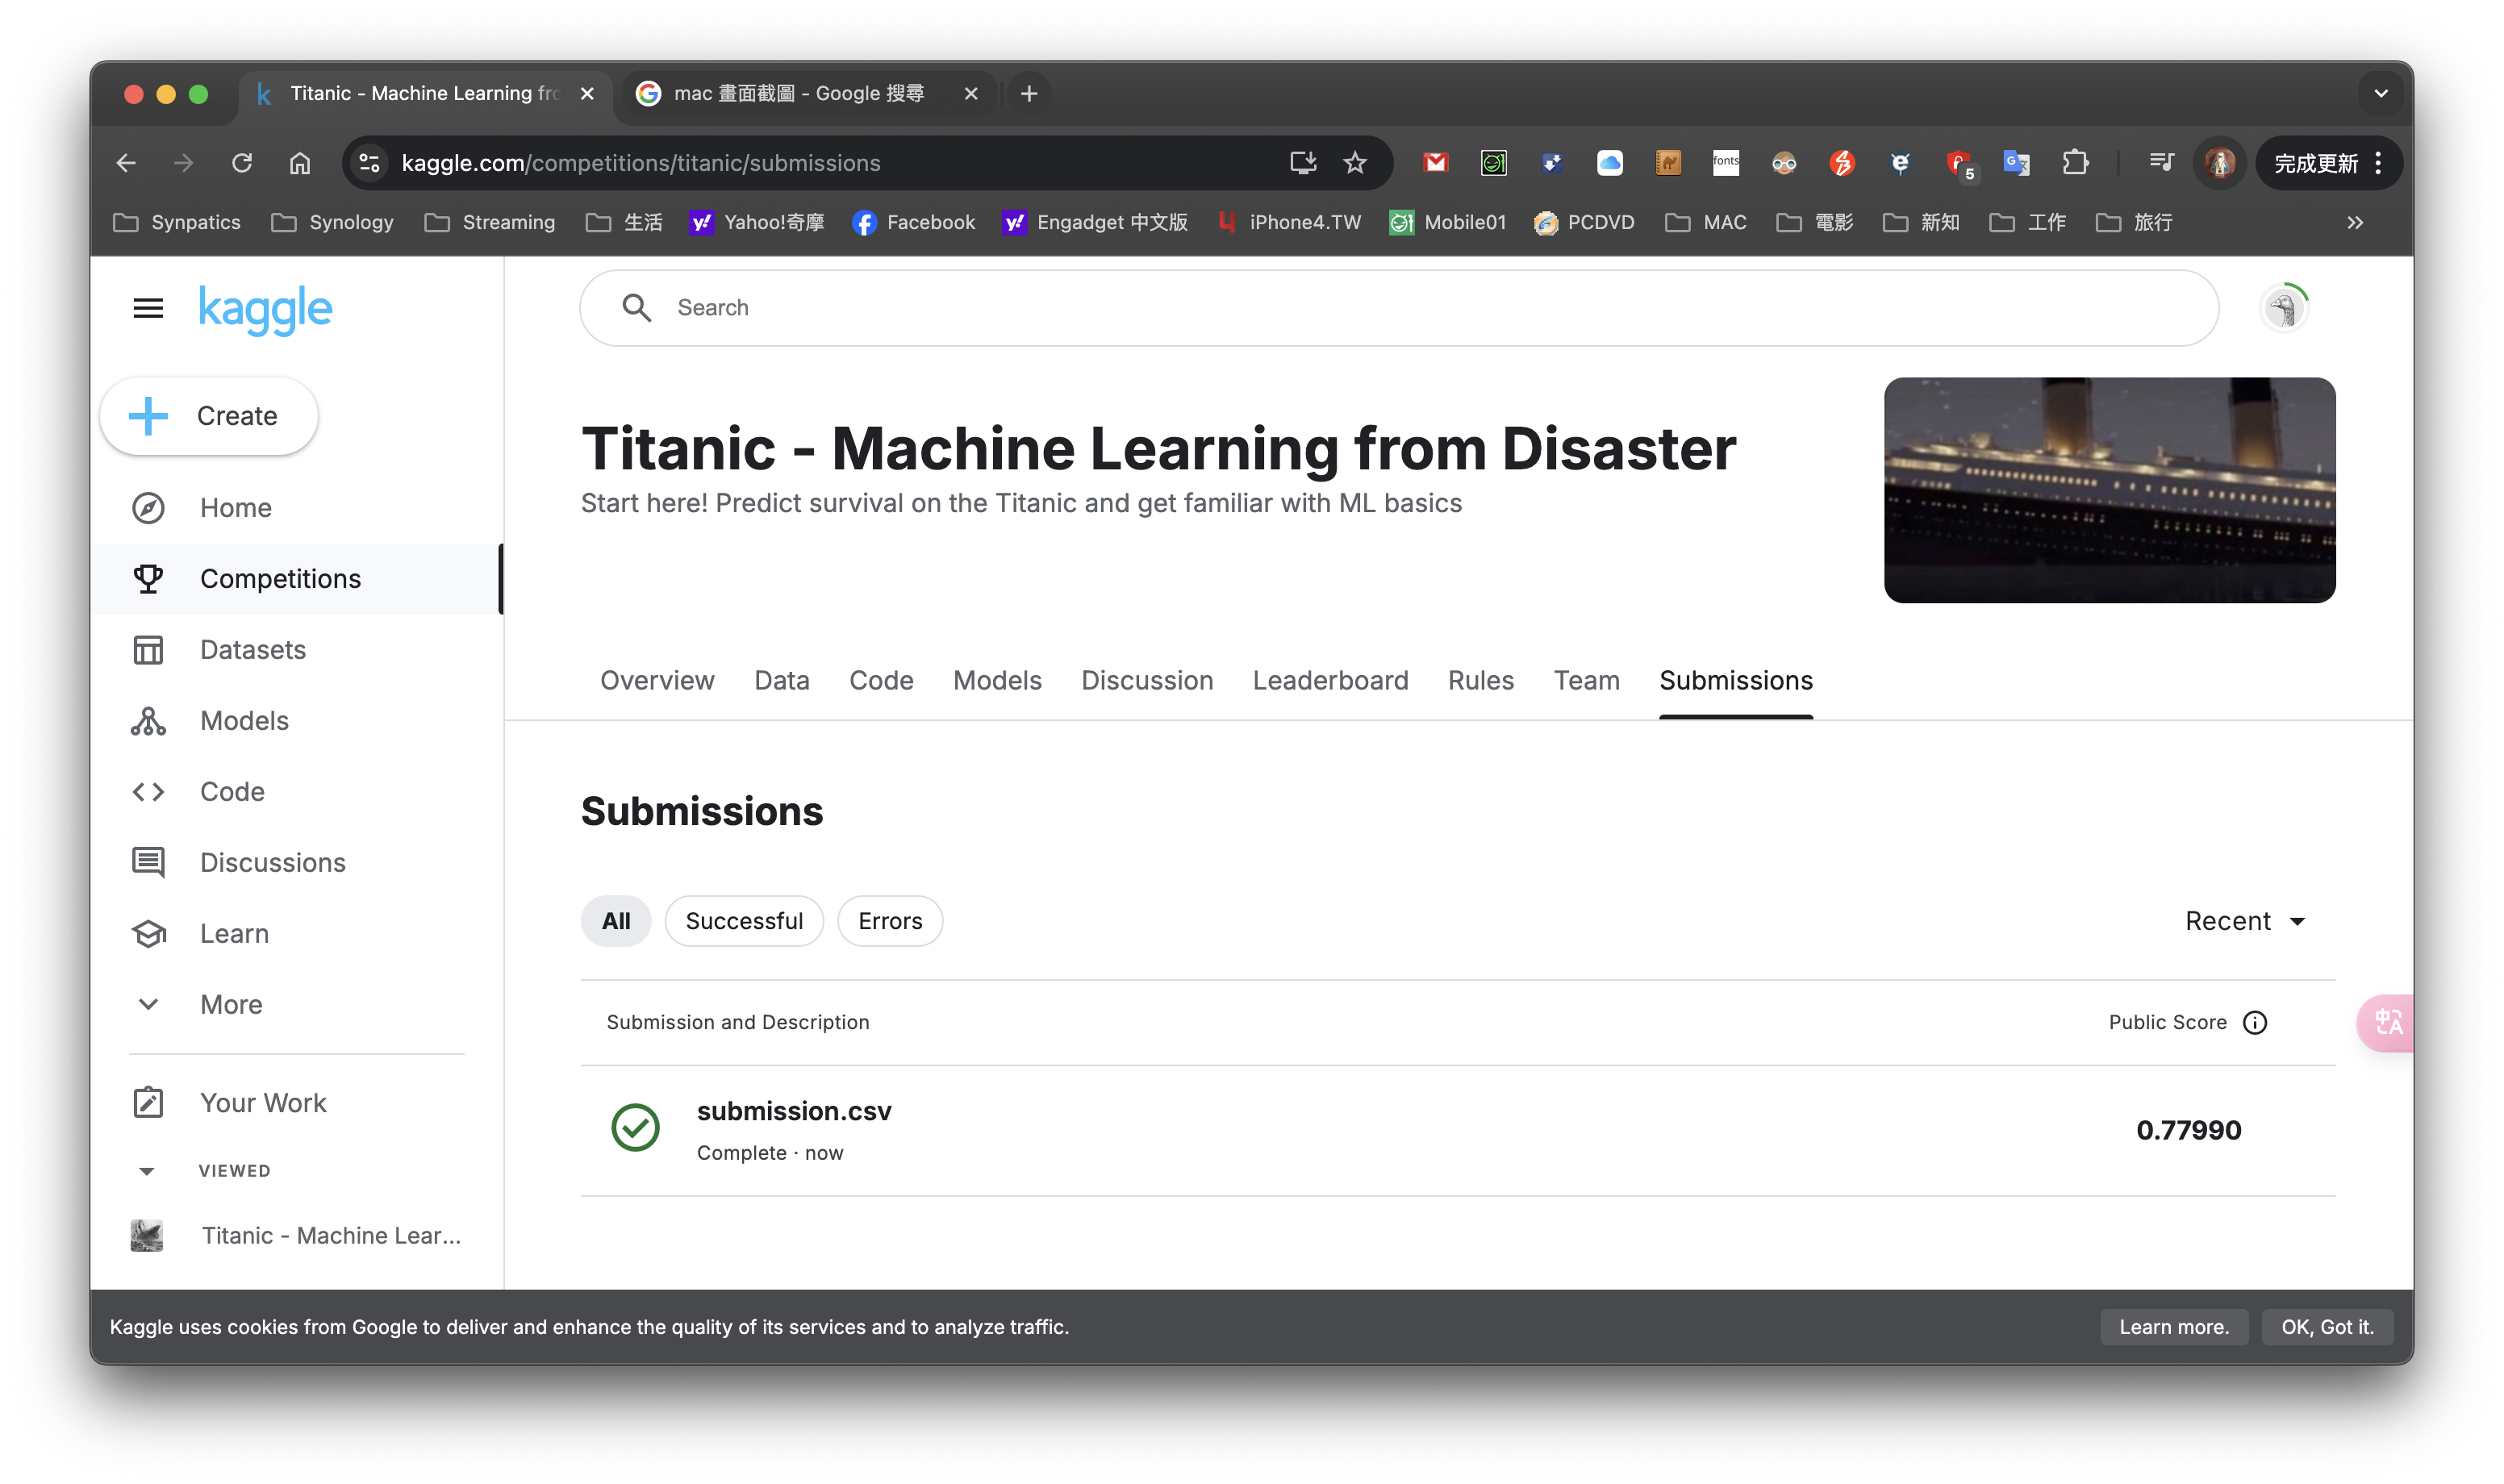 Titanic - Machine Learning fro
mac 畫面截圖 - Google 搜尋
kaggle.com/competitions/titanic/submissions
fonts
5
完成更新
Synpatics
Synology
Streaming
生活
Yahoo!奇摩
Facebook
Engadget 中文版
iPhone4.TW
Mobile01
PCDVD
MAC
電影
新知
工作
旅行
kaggle
Search
Create
Home
Competitions
Datasets
Models
Code
Discussions
Learn
More
Your Work
VIEWED
Titanic - Machine Lear...
Titanic - Machine Learning from Disaster
Start here! Predict survival on the Titanic and get familiar with ML basics
Overview
Data
Code
Models
Discussion
Leaderboard
Rules
Team
Submissions
Submissions
All
Successful
Errors
Recent
Submission and Description
Public Score
submission.csv
Complete · now
0.77990
Kaggle uses cookies from Google to deliver and enhance the quality of its services and to analyze traffic.
Learn more.
OK, Got it.